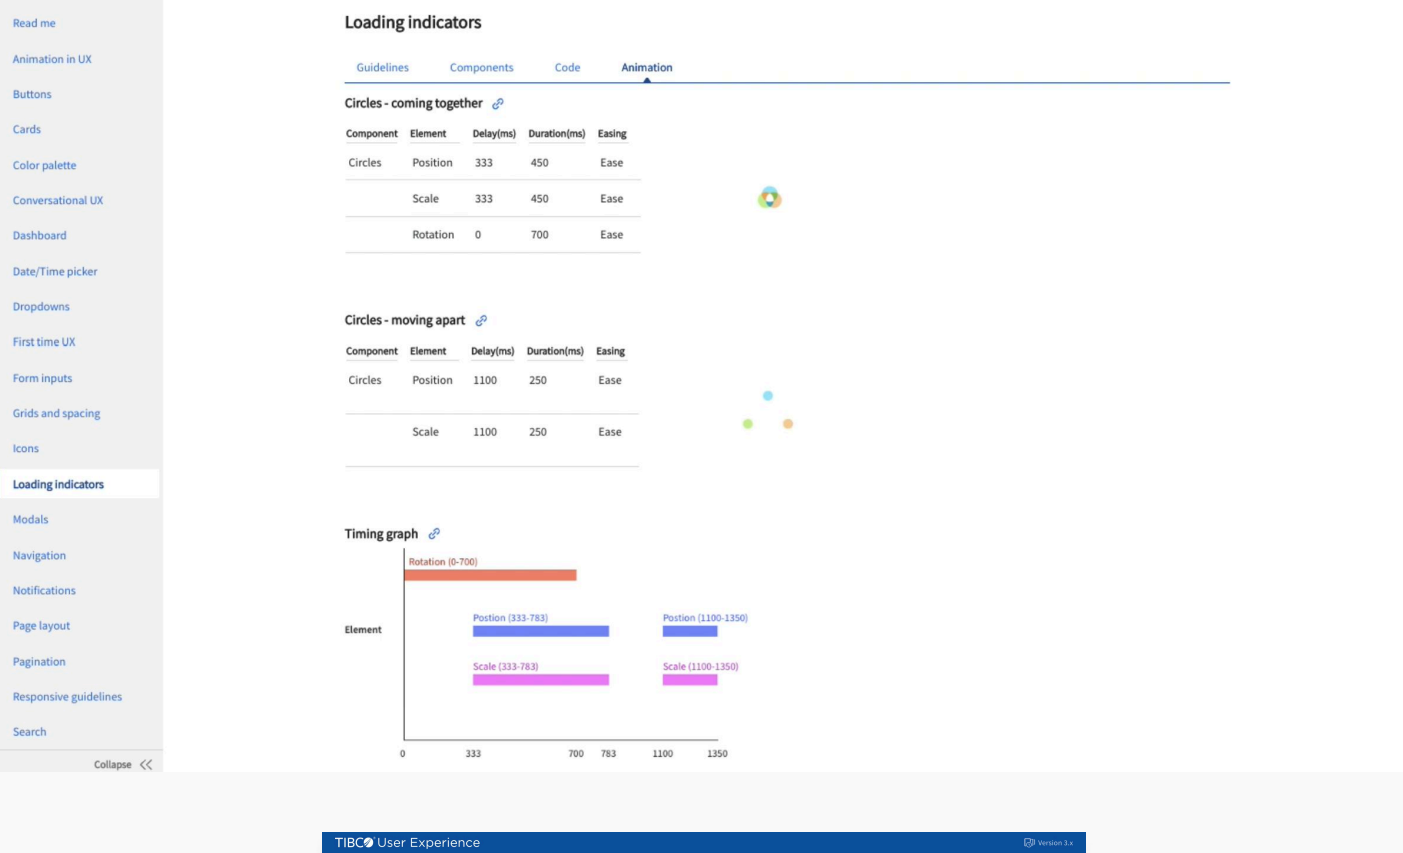 Read me
Animation in UX
Buttons
Cards
Color palette
Conversational UX
Dashboard
Date/Time picker
Dropdowns
First time UX
Form inputs
Grids and spacing
Icons
Loading indicators
Modals
Navigation
Notifications
Page layout
Pagination
Responsive guidelines
Search
Collapse
Loading indicators
Guidelines Components Code Animation
Circles - coming together
Component Element Delay(ms) Duration(ms) Easing
Circles Position 333 450 Ease
Scale 333 450 Ease
Rotation 0 700 Ease
Circles - moving apart
Component Element Delay(ms) Duration(ms) Easing
Circles Position 1100 250 Ease
Scale 1100 250 Ease
Timing graph
Rotation (0-700)
Postion (333-783) Postion (1100-1350)
Element
Scale (333-783) Scale (1100-1350)
0 333 700 783 1100 1350
TIBCO User Experience Version 3.x